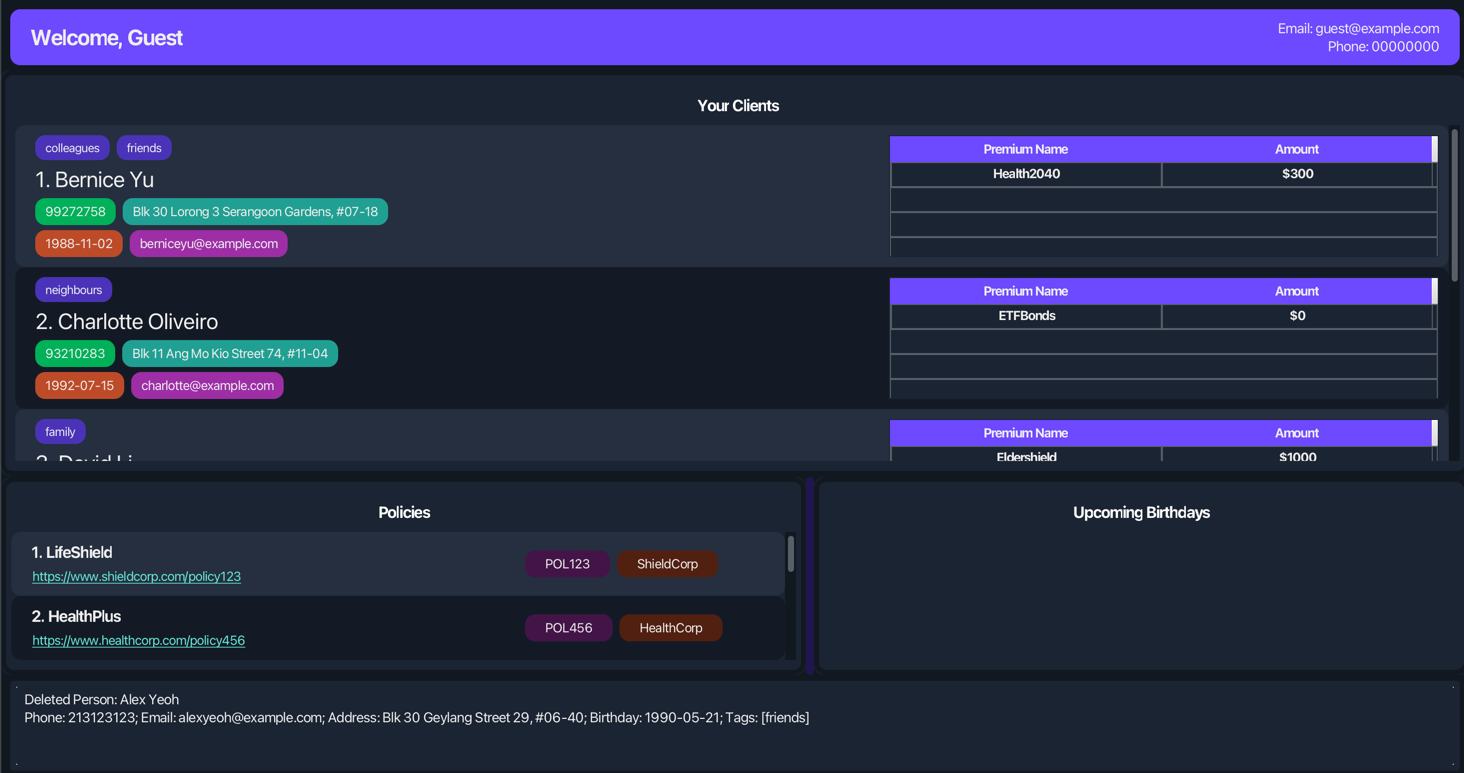 Welcome, Guest
Email: guest@example.com
Phone: 00000000
Your Clients
colleagues friends
1. Bernice Yu
99272758 Blk 30 Lorong 3 Serangoon Gardens, #07-18
1988-11-02 berniceyu@example.com
Premium Name Amount
Health2040 $300
neighbours
2. Charlotte Oliveiro
93210283 Blk 11 Ang Mo Kio Street 74, #11-04
1992-07-15 charlotte@example.com
Premium Name Amount
ETFBonds $0
family
3. David Li
Premium Name Amount
Eldershield $1000
Policies
1. LifeShield
https://www.shieldcorp.com/policy123
POL123 ShieldCorp
2. HealthPlus
https://www.healthcorp.com/policy456
POL456 HealthCorp
Upcoming Birthdays
Deleted Person: Alex Yeoh
Phone: 213123123; Email: alexyeoh@example.com; Address: Blk 30 Geylang Street 29, #06-40; Birthday: 1990-05-21; Tags: [friends]